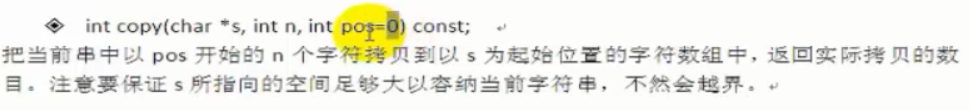 ◈ int copy(char *s, int n, int pos=0) const;
把当前串中以 pos 开始的 n 个字符拷贝到以 s 为起始位置的字符数组中，返回实际拷贝的数
目。注意要保证 s 所指向的空间足够大以容纳当前字符串，不然会越界。